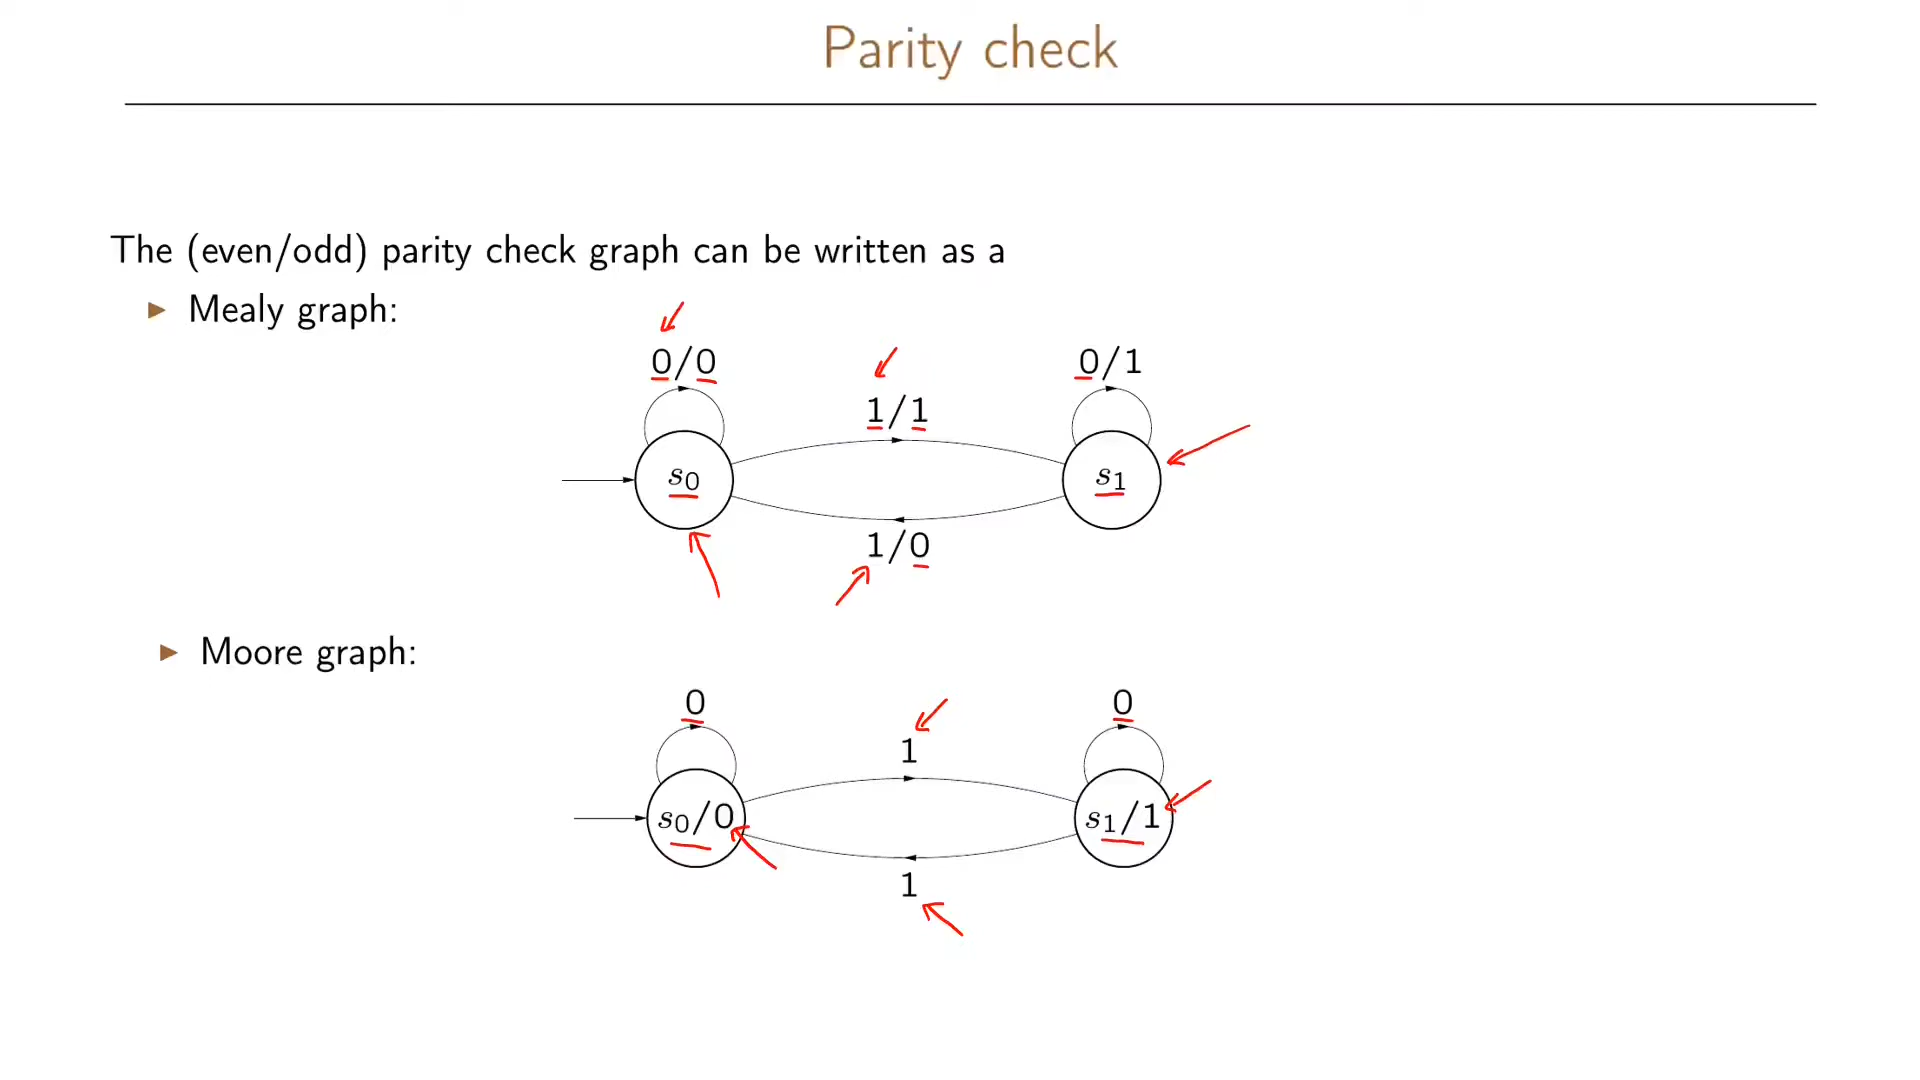 Parity check
The (even/odd) parity check graph can be written as a
▶ Mealy graph:
0/0
0/1
1/1
s₀
s₁
1/0
▶ Moore graph:
0
0
1
s₀/0
s₁/1
1